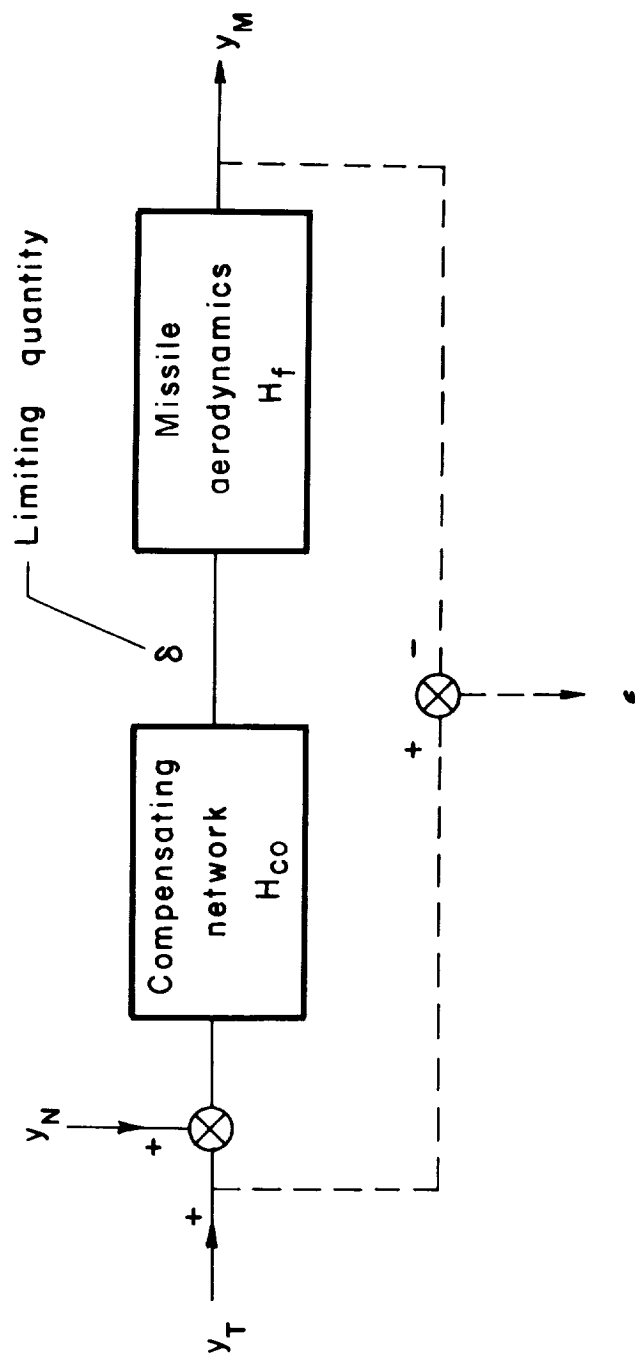 Limiting quantity
y_N
+
y_T
+
Compensating
network
H_CO
δ
Missile
aerodynamics
H_f
y_M
+
-
ε